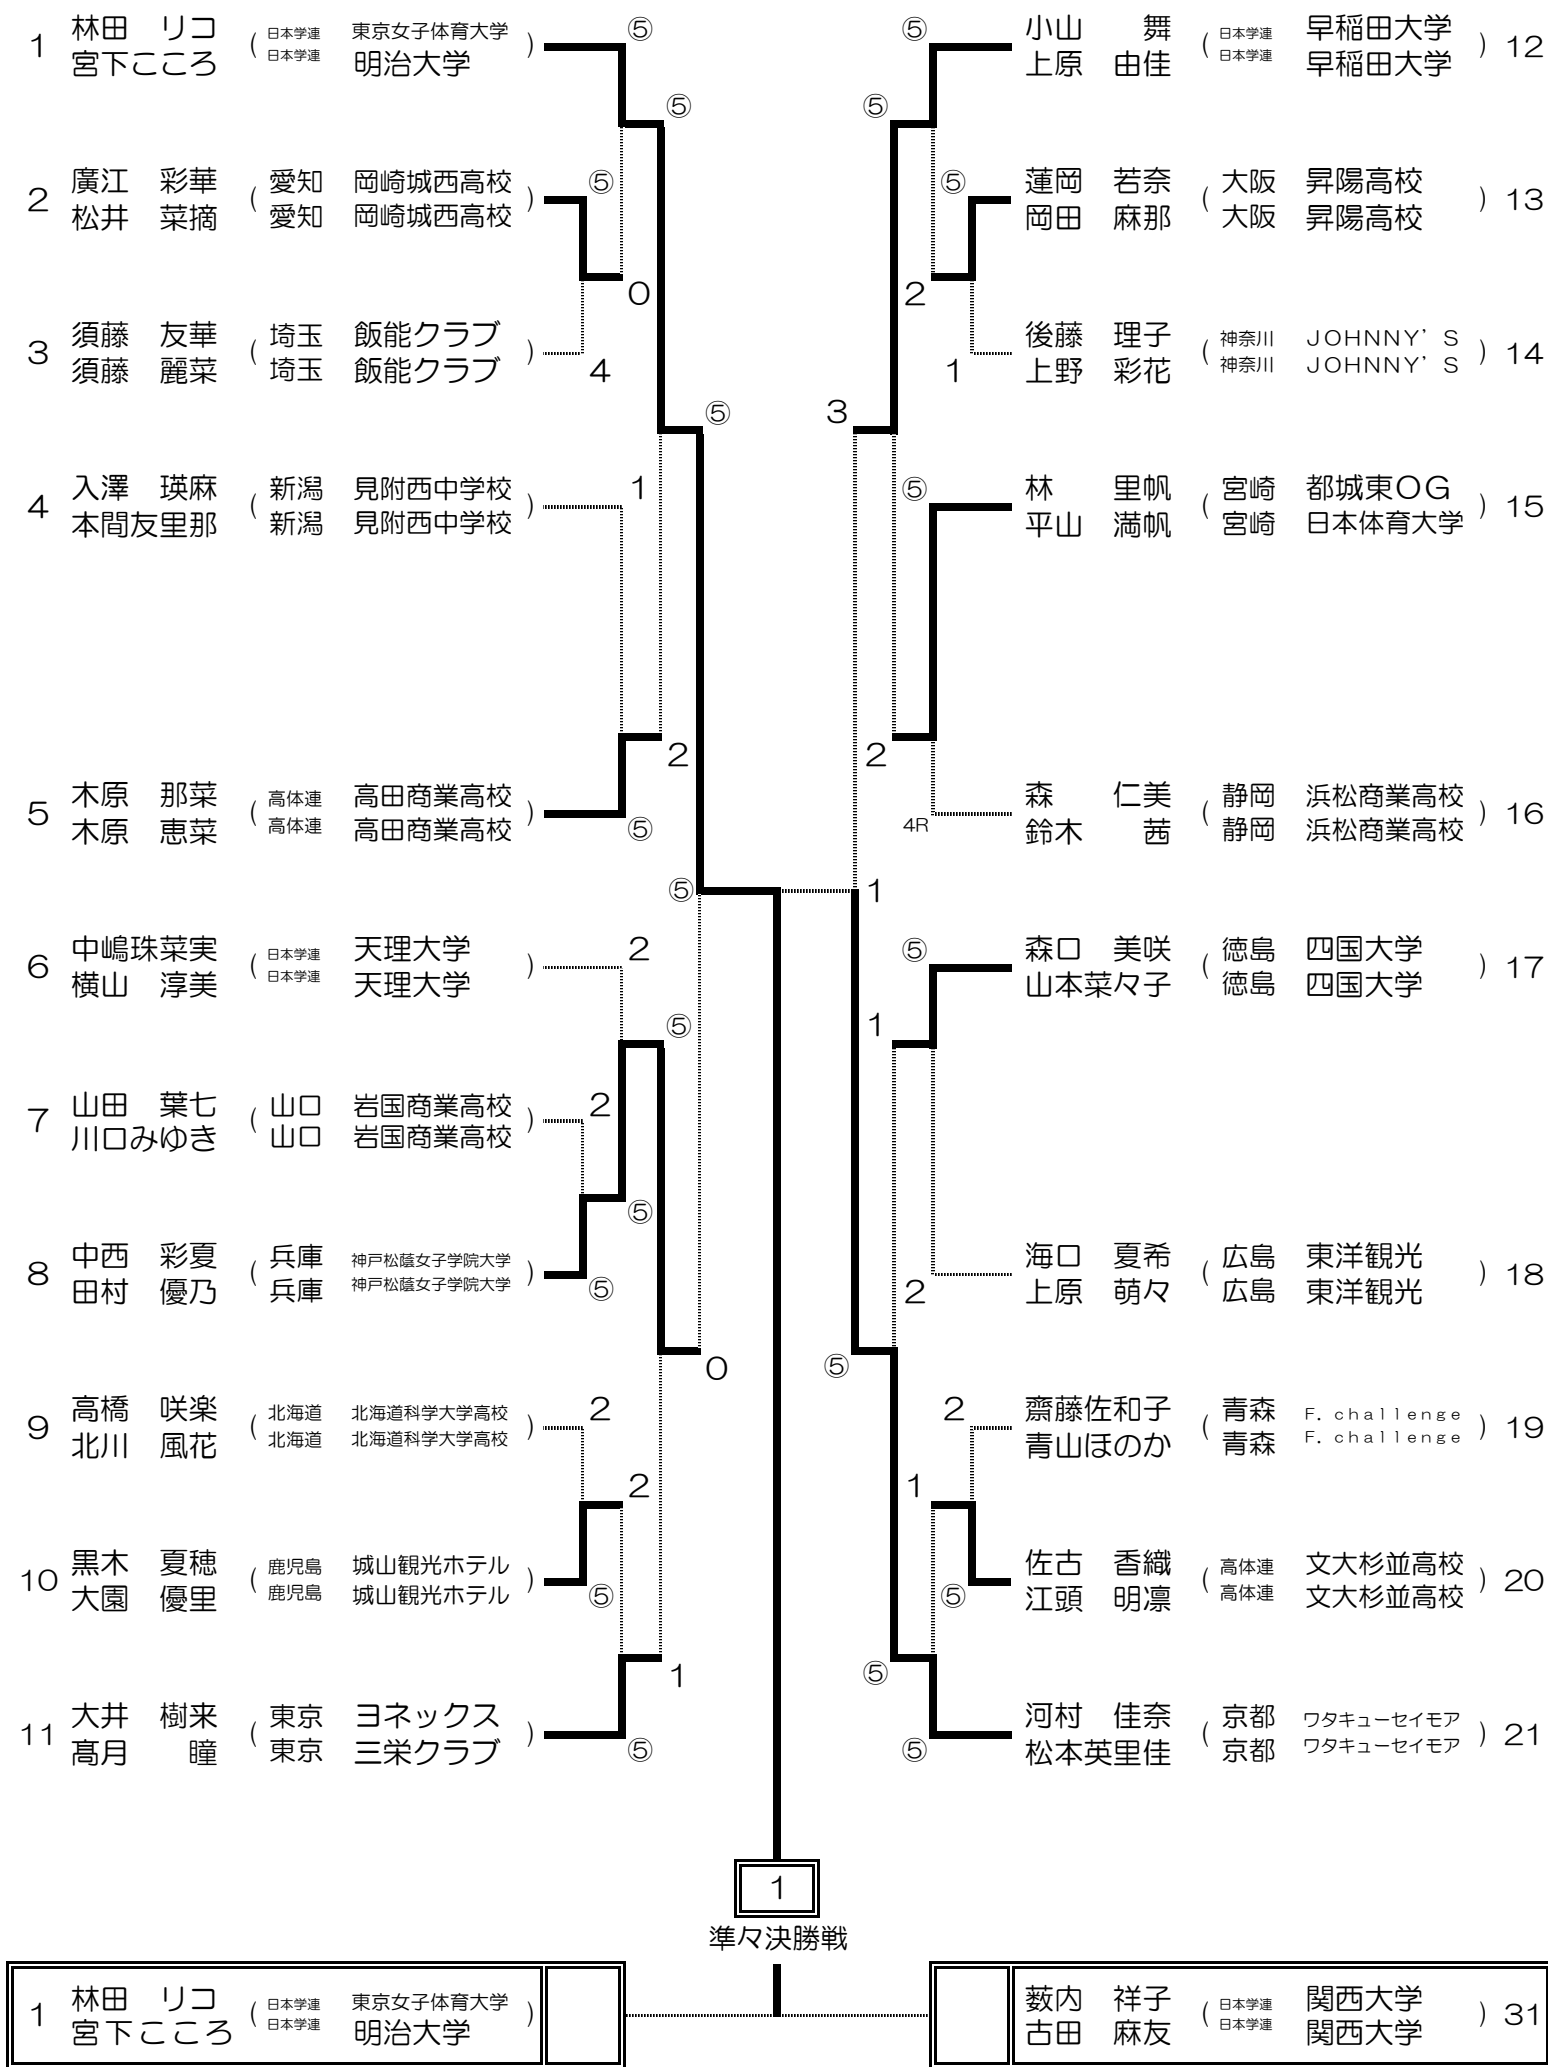 1 林田 リコ ( 日本学連 東京女子体育大学 )
宮下こころ 日本学連 明治大学
⑤
⑤
2 廣江 彩華 ( 愛知 岡崎城西高校 )
松井 菜摘 愛知 岡崎城西高校
⑤
0
3 須藤 友華 ( 埼玉 飯能クラブ )
須藤 麗菜 埼玉 飯能クラブ
4
⑤
4 入澤 瑛麻 ( 新潟 見附西中学校 )
本間友里那 新潟 見附西中学校
1
2
5 木原 那菜 ( 高体連 高田商業高校 )
木原 恵菜 高体連 高田商業高校
⑤
⑤
6 中嶋珠菜実 ( 日本学連 天理大学 )
横山 淳美 日本学連 天理大学
2
⑤
7 山田 葉七 ( 山口 岩国商業高校 )
川口みゆき 山口 岩国商業高校
2
⑤
8 中西 彩夏 ( 兵庫 神戸松蔭女子学院大学 )
田村 優乃 兵庫 神戸松蔭女子学院大学
⑤
0
9 高橋 咲楽 ( 北海道 北海道科学大学高校 )
北川 風花 北海道 北海道科学大学高校
2
2
10 黒木 夏穂 ( 鹿児島 城山観光ホテル )
大園 優里 鹿児島 城山観光ホテル
⑤
1
11 大井 樹来 ( 東京 ヨネックス )
髙月 瞳 東京 三栄クラブ
⑤
⑤
小山 舞 ( 日本学連 早稲田大学 ) 12
上原 由佳 日本学連 早稲田大学
⑤
⑤
蓮岡 若奈 ( 大阪 昇陽高校 ) 13
岡田 麻那 大阪 昇陽高校
2
後藤 理子 ( 神奈川 JOHNNY’S ) 14
上野 彩花 神奈川 JOHNNY’S
1
3
⑤
林 里帆 ( 宮崎 都城東OG ) 15
平山 満帆 宮崎 日本体育大学
2
森 仁美 ( 静岡 浜松商業高校 ) 16
鈴木 茜 静岡 浜松商業高校
4R
1
⑤
森口 美咲 ( 徳島 四国大学 ) 17
山本菜々子 徳島 四国大学
1
海口 夏希 ( 広島 東洋観光 ) 18
上原 萌々 広島 東洋観光
2
⑤
2
齋藤佐和子 ( 青森 F. challenge ) 19
青山ほのか 青森 F. challenge
1
佐古 香織 ( 高体連 文大杉並高校 ) 20
江頭 明凛 高体連 文大杉並高校
⑤
⑤
河村 佳奈 ( 京都 ワタキューセイモア ) 21
松本英里佳 京都 ワタキューセイモア
⑤
1
準々決勝戦
1 林田 リコ ( 日本学連 東京女子体育大学 )
宮下こころ 日本学連 明治大学
薮内 祥子 ( 日本学連 関西大学 ) 31
古田 麻友 日本学連 関西大学